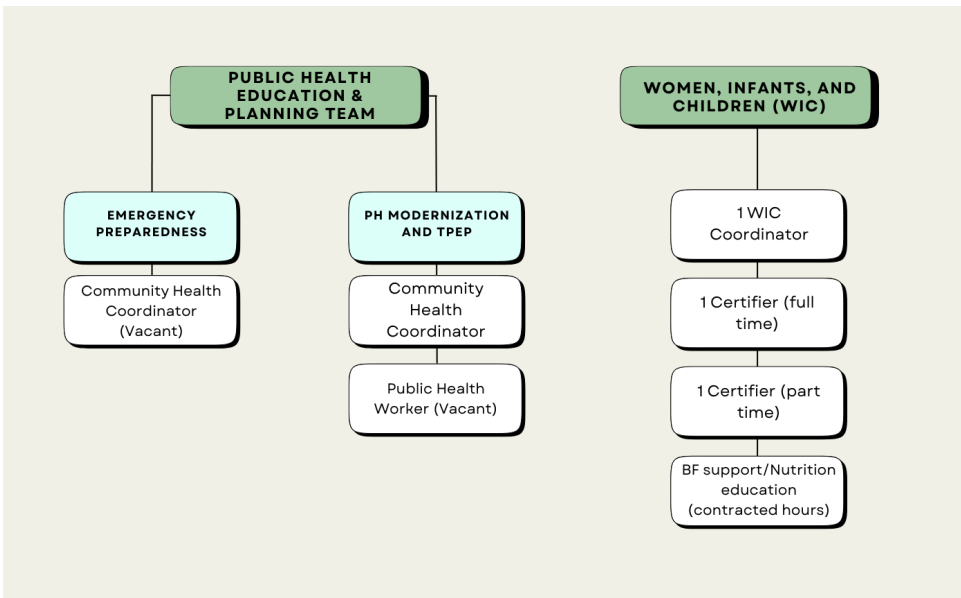 PUBLIC HEALTH
EDUCATION &
PLANNING TEAM
EMERGENCY
PREPAREDNESS
Community Health
Coordinator
(Vacant)
PH MODERNIZATION
AND TPEP
Community
Health
Coordinator
Public Health
Worker (Vacant)
WOMEN, INFANTS, AND
CHILDREN (WIC)
1 WIC
Coordinator
1 Certifier (full
time)
1 Certifier (part
time)
BF support/Nutrition
education
(contracted hours)